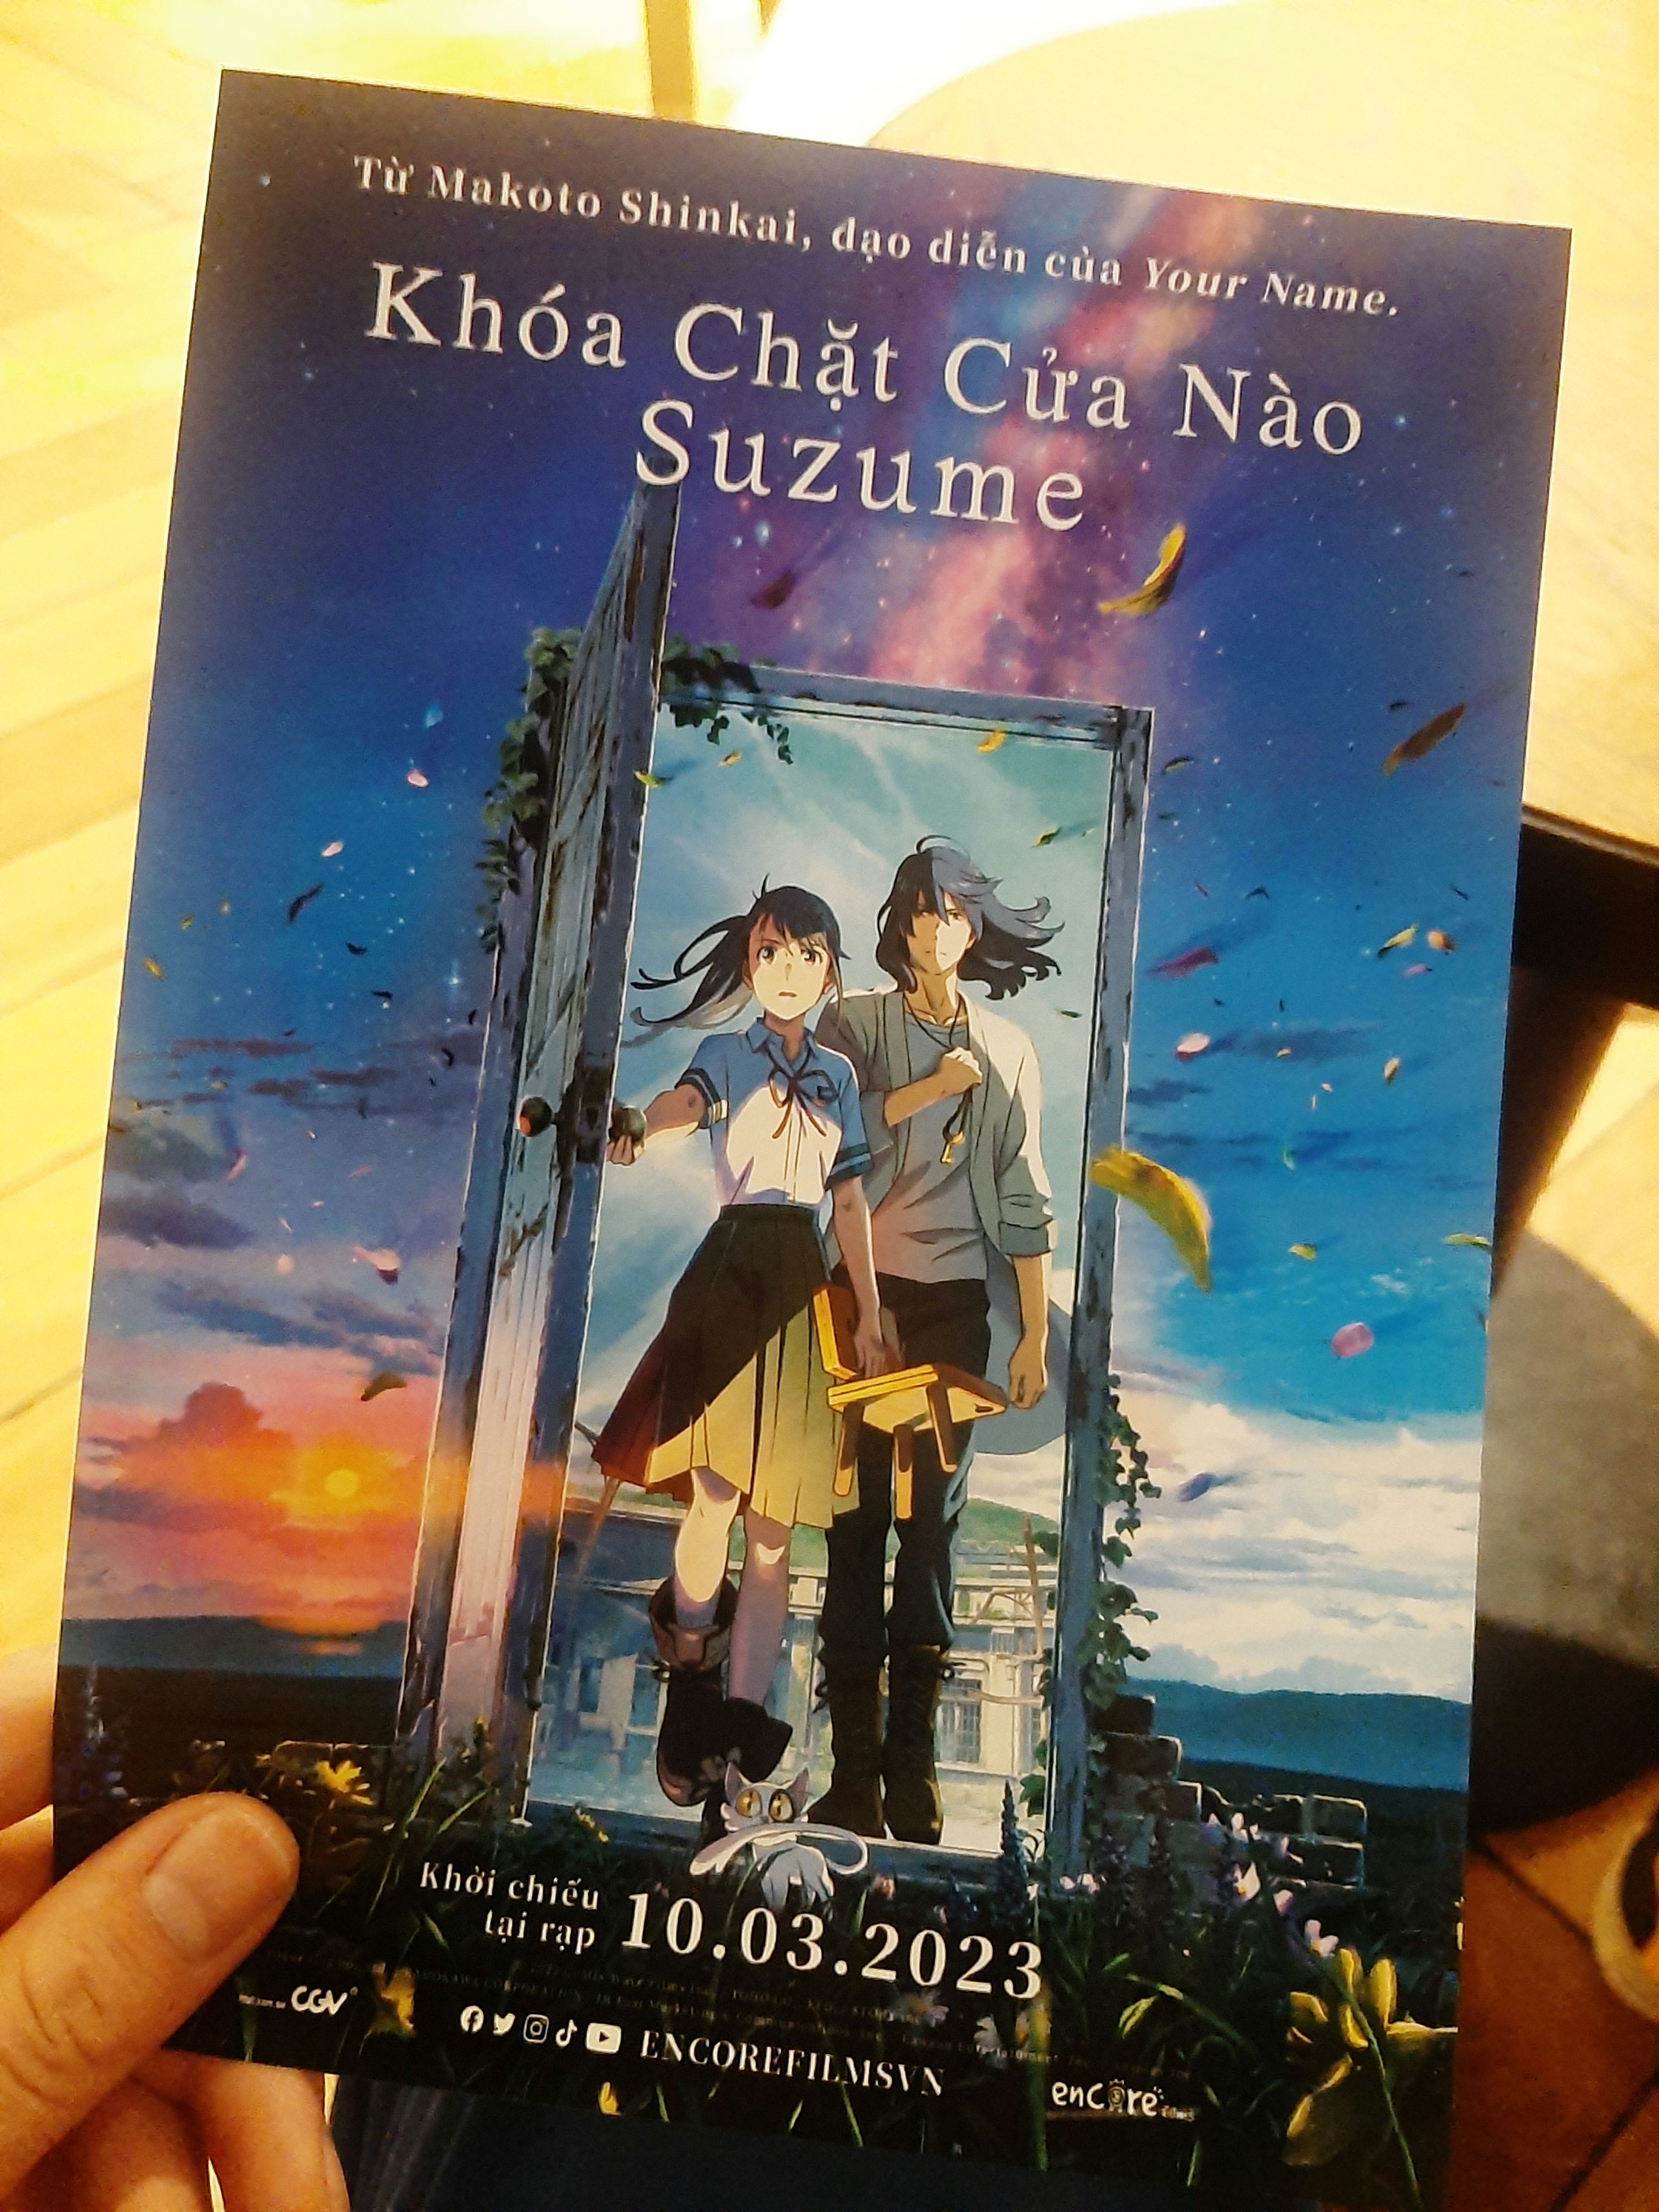 Từ Makoto Shinkai, đạo diễn của Your Name.
Khóa Chặt Cửa Nào
Suzume
Khởi chiếu
tại rạp
10.03.2023
CGV
ENCOREFILMSVN
encore
films